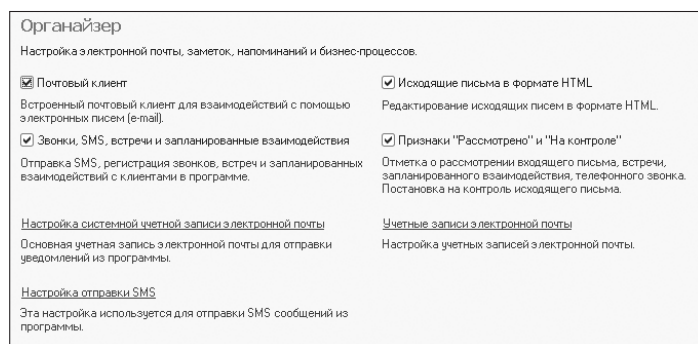 Органайзер
Настройка электронной почты, заметок, напоминаний и бизнес-процессов.
Почтовый клиент
Встроенный почтовый клиент для взаимодействий с помощью
электронных писем (e-mail).
Звонки, SMS, встречи и запланированные взаимодействия
Отправка SMS, регистрация звонков, встреч и запланированных
взаимодействий с клиентами в программе.
Настройка системной учетной записи электронной почты
Основная учетная запись электронной почты для отправки
уведомлений из программы.
Настройка отправки SMS
Эта настройка используется для отправки SMS сообщений из
программы.
Исходящие письма в формате HTML
Редактирование исходящих писем в формате HTML.
Признаки "Рассмотрено" и "На контроле"
Отметка о рассмотрении входящего письма, встречи,
запланированного взаимодействия, телефонного звонка.
Постановка на контроль исходящего письма.
Учетные записи электронной почты
Настройка учетных записей электронной почты.